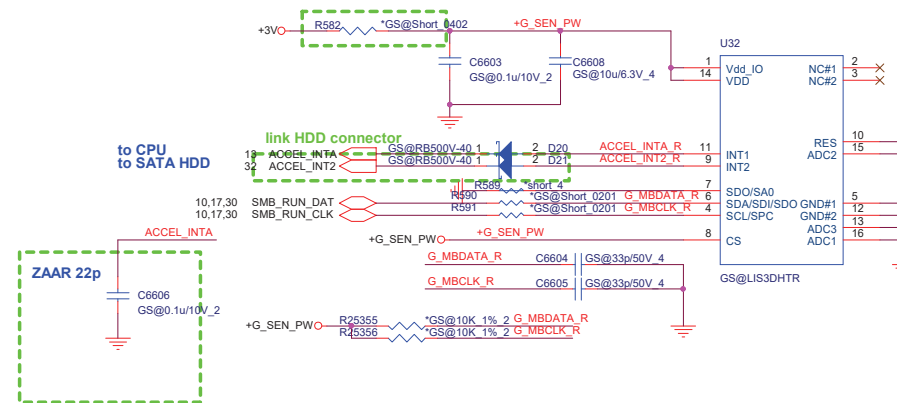 R582 *GS@Short_0402
+3V
+G_SEN_PW
C6603
GS@0.1u/10V_2
C6608
GS@10u/6.3V_4
U32
1 Vdd_IO NC#1 2
14 VDD NC#2 3
RES 10
ADC2 15
link HDD connector
to CPU
to SATA HDD
13 ACCEL_INTA GS@RB500V-40 1 2 D20 ACCEL_INTA_R 11 INT1
32 ACCEL_INT2 GS@RB500V-40 1 2 D21 ACCEL_INT2_R 9 INT2
R589 *short_4 7 SDO/SA0
10,17,30 SMB_RUN_DAT R590 *GS@Short_0201 G_MBDATA_R 6 SDA/SDI/SDO GND#1 5
10,17,30 SMB_RUN_CLK R591 *GS@Short_0201 G_MBCLK_R 4 SCL/SPC GND#2 12
ADC3 13
+G_SEN_PW +G_SEN_PW 8 CS ADC1 16
GS@LIS3DHTR
ACCEL_INTA
ZAAR 22p
C6606
GS@0.1u/10V_2
G_MBDATA_R C6604 GS@33p/50V_4
G_MBCLK_R C6605 GS@33p/50V_4
+G_SEN_PW R25355 *GS@10K_1%_2 G_MBDATA_R
R25356 *GS@10K_1%_2 G_MBCLK_R